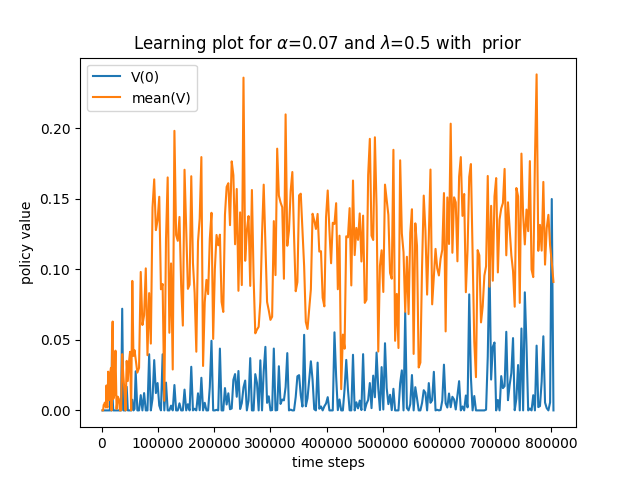 Learning plot for α=0.07 and λ=0.5 with  prior
V(0)
mean(V)
policy value
0.20
0.15
0.10
0.05
0.00
0 100000 200000 300000 400000 500000 600000 700000 800000
time steps